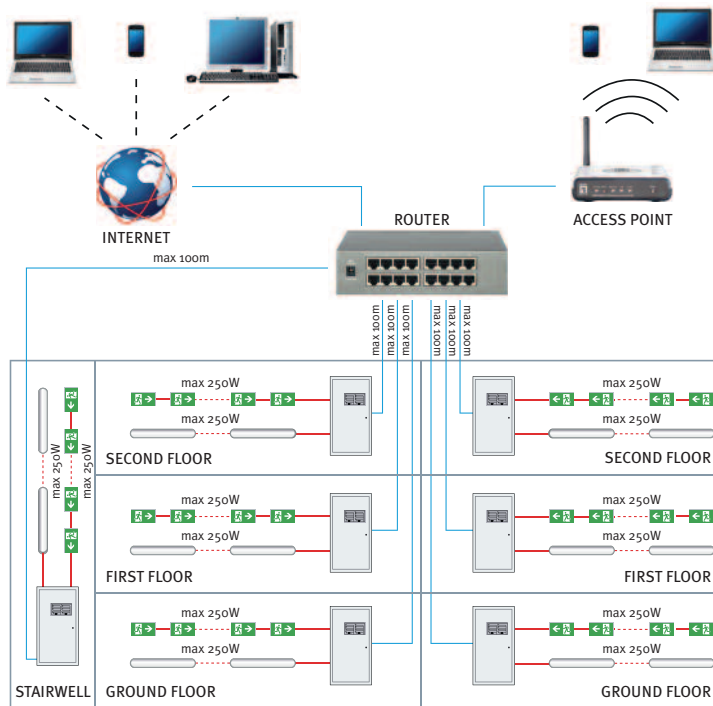 ROUTER
INTERNET
ACCESS POINT
max 100m
max 100m
max 100m
max 100m
max 100m
max 100m
max 100m
max 250W
max 250W
max 250W
max 250W
SECOND FLOOR
SECOND FLOOR
max 250W
max 250W
max 250W
max 250W
max 250W
max 250W
FIRST FLOOR
FIRST FLOOR
max 250W
max 250W
max 250W
max 250W
STAIRWELL
GROUND FLOOR
GROUND FLOOR